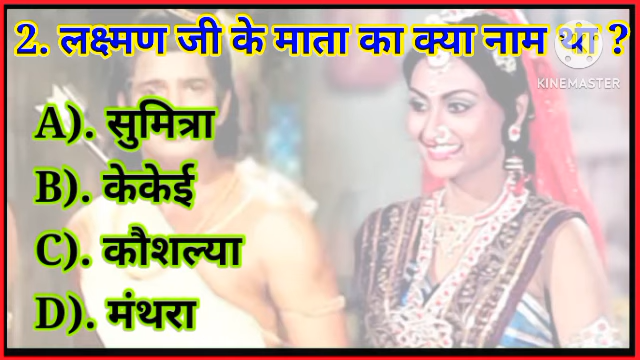 2. लक्ष्मण जी के माता का क्या नाम था ?
KINEMASTER
A). सुमित्रा
B). केकेई
C). कौशल्या
D). मंथरा